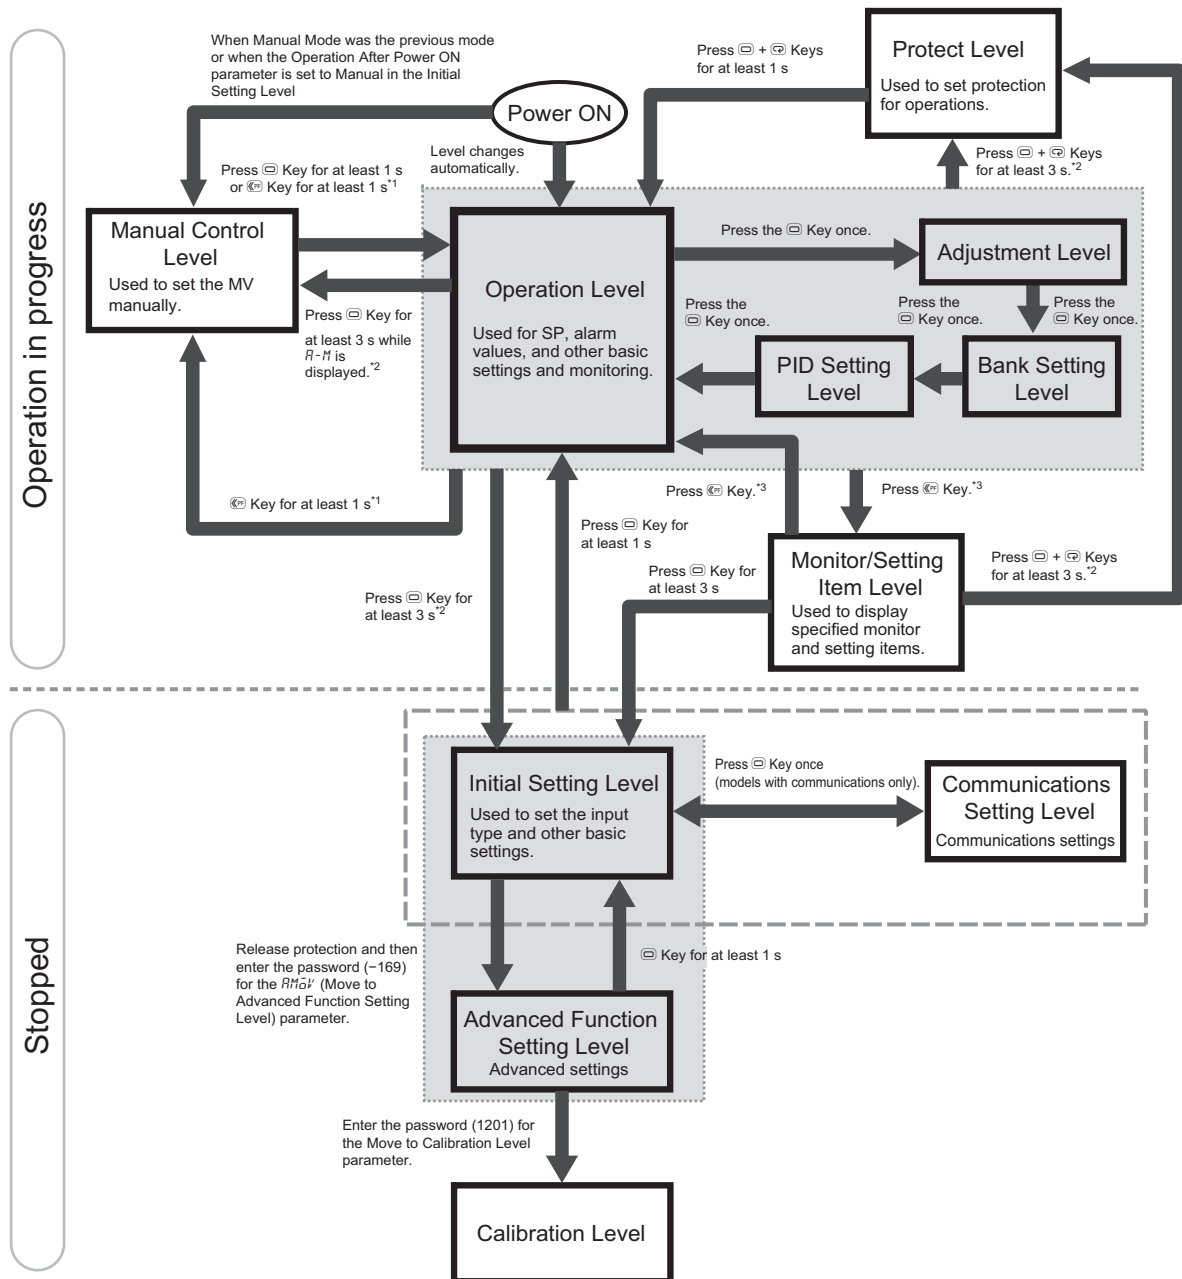 Operation in progress
When Manual Mode was the previous mode
or when the Operation After Power ON
parameter is set to Manual in the Initial
Setting Level
Power ON
Level changes
automatically.
Press + Keys
for at least 1 s
Protect Level
Used to set protection
for operations.
Press Key for at least 1 s
or PF Key for at least 1 s*1
Press + Keys
for at least 3 s.*2
Manual Control
Level
Used to set the MV
manually.
Press Key for
at least 3 s while
A-M is
displayed.*2
Operation Level
Used for SP, alarm
values, and other basic
settings and monitoring.
Press the Key once.
Adjustment Level
Press the
Key once.
Press the
Key once.
Press the
Key once.
PID Setting
Level
Bank Setting
Level
PF Key for at least 1 s*1
Press PF Key.*3
Press PF Key.*3
Press Key for
at least 1 s
Press Key for
at least 3 s*2
Press Key for
at least 3 s
Monitor/Setting
Item Level
Used to display
specified monitor
and setting items.
Press + Keys
for at least 3 s.*2
Stopped
Initial Setting Level
Used to set the input
type and other basic
settings.
Press Key once
(models with communications only).
Communications
Setting Level
Communications settings
Release protection and then
enter the password (−169)
for the AMoV (Move to
Advanced Function Setting
Level) parameter.
Key for at least 1 s
Advanced Function
Setting Level
Advanced settings
Enter the password (1201) for
the Move to Calibration Level
parameter.
Calibration Level